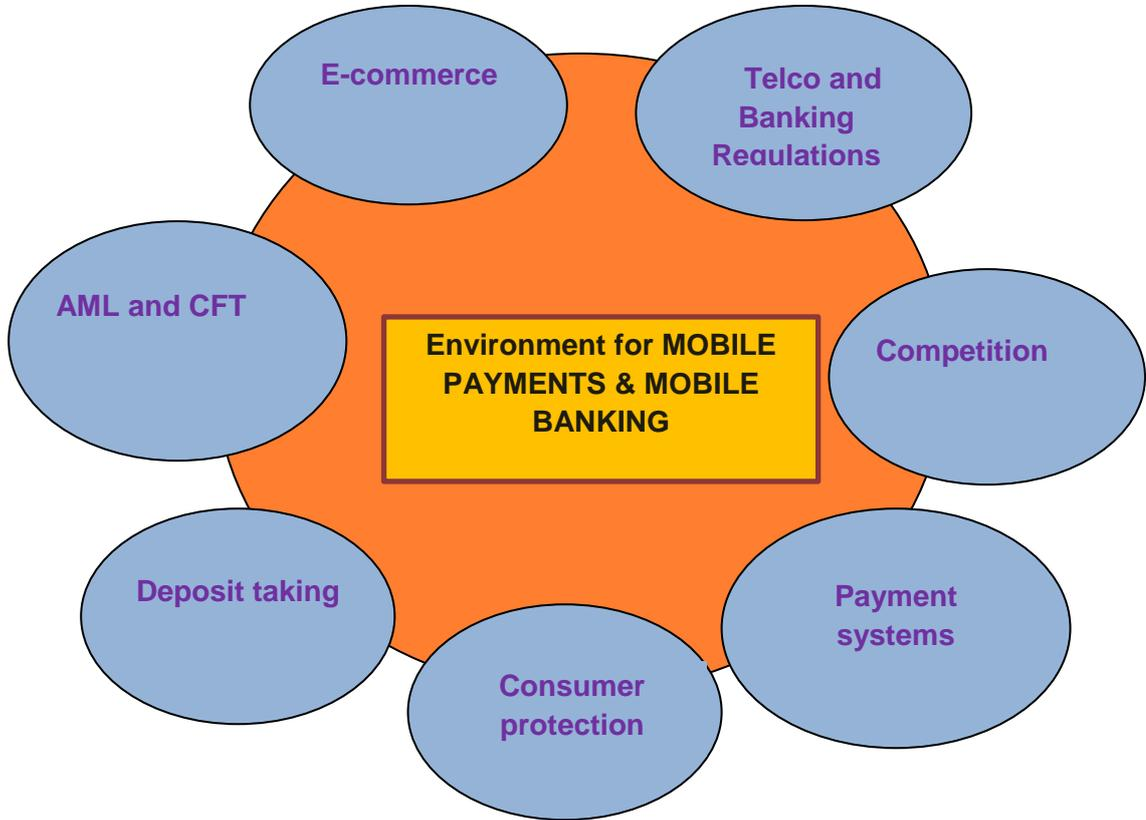 E-commerce
Telco and
Banking
Regulations
AML and CFT
Environment for MOBILE
PAYMENTS & MOBILE
BANKING
Competition
Deposit taking
Payment
systems
Consumer
protection